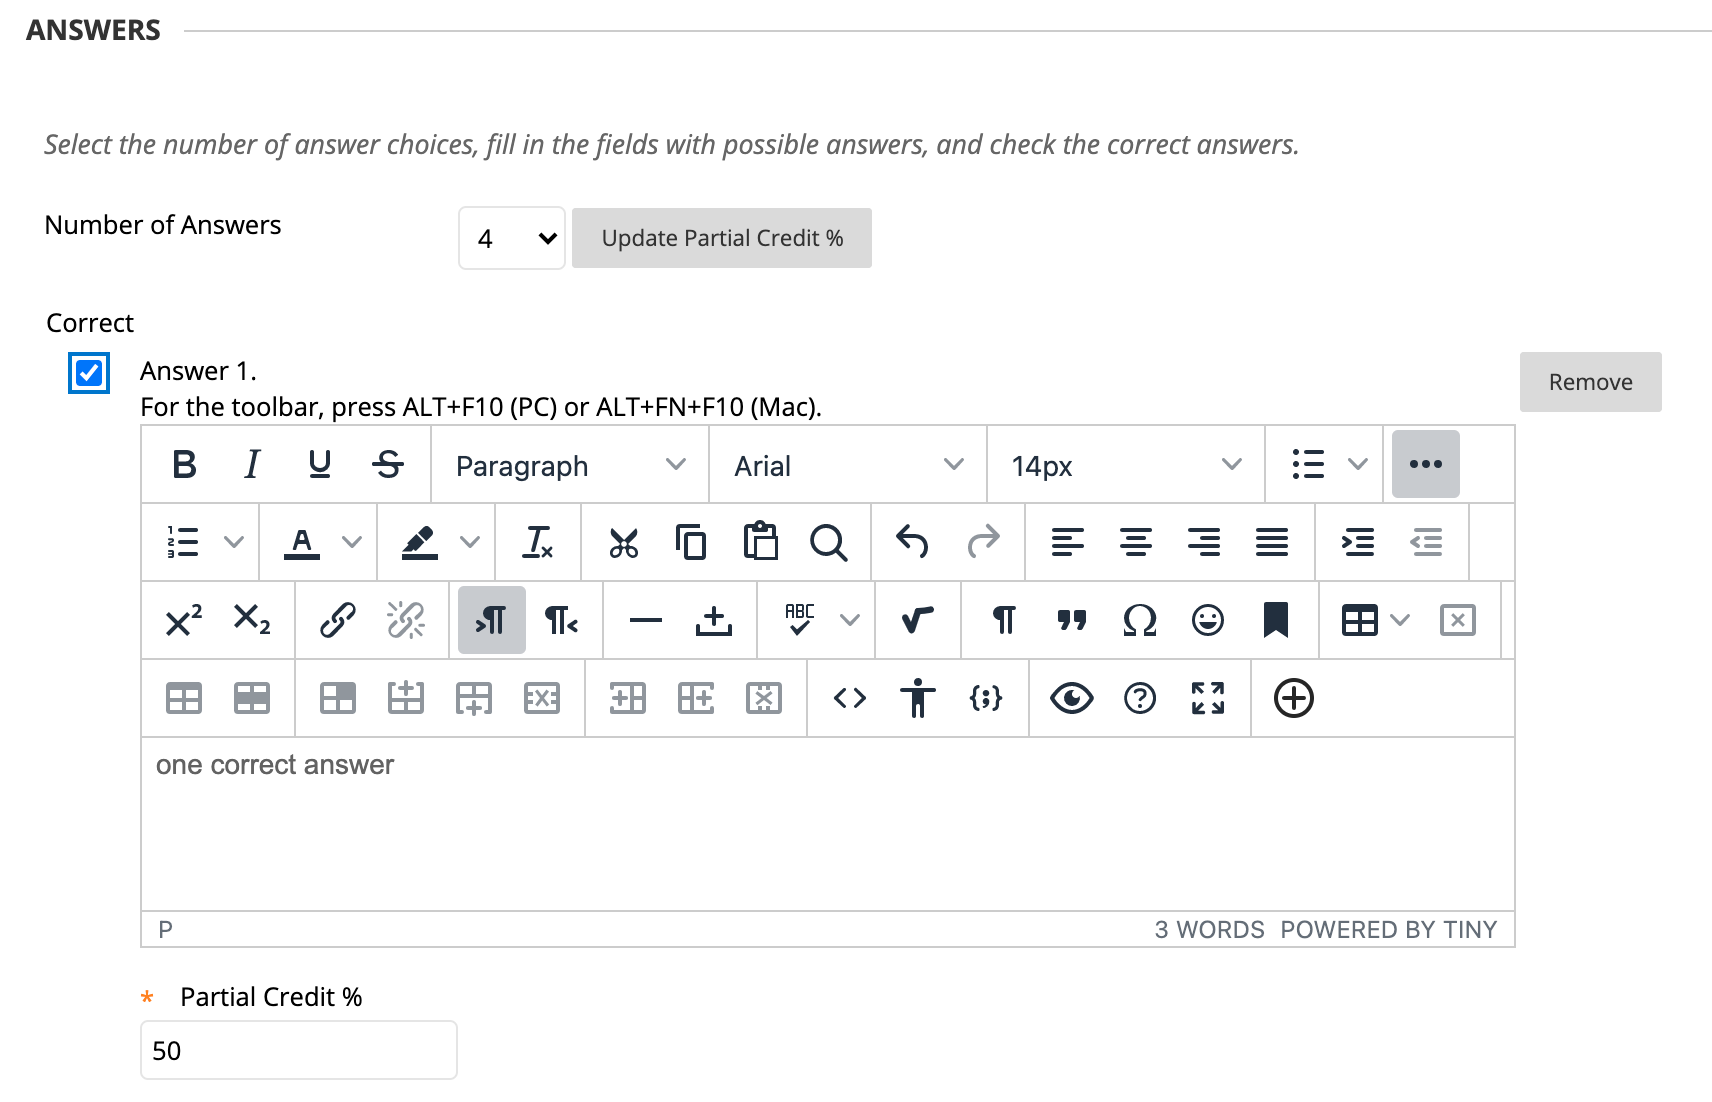 ANSWERS
Select the number of answer choices, fill in the fields with possible answers, and check the correct answers.
Number of Answers
4
Update Partial Credit %
Correct
Answer 1.
Remove
For the toolbar, press ALT+F10 (PC) or ALT+FN+F10 (Mac).
B I U S Paragraph Arial 14px
one correct answer
P 3 WORDS POWERED BY TINY
* Partial Credit %
50